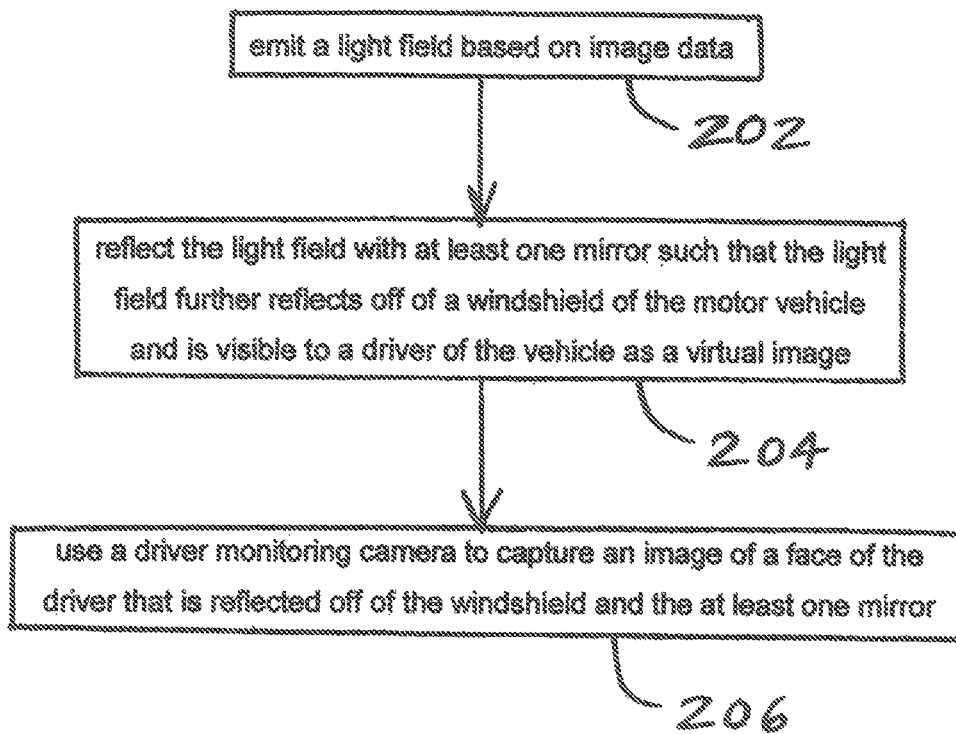 emit a light field based on image data
202
reflect the light field with at least one mirror such that the light
field further reflects off of a windshield of the motor vehicle
and is visible to a driver of the vehicle as a virtual image
204
use a driver monitoring camera to capture an image of a face of the
driver that is reflected off of the windshield and the at least one mirror
206